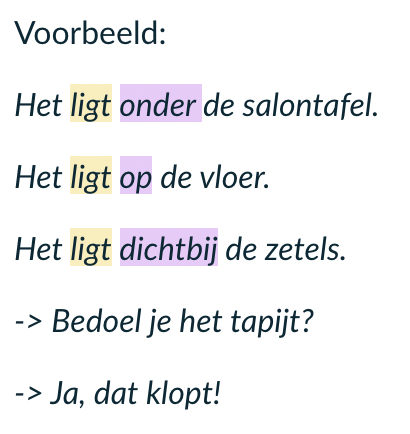 Voorbeeld:
Het ligt onder de salontafel.
Het ligt op de vloer.
Het ligt dichtbij de zetels.
-> Bedoel je het tapijt?
-> Ja, dat klopt!